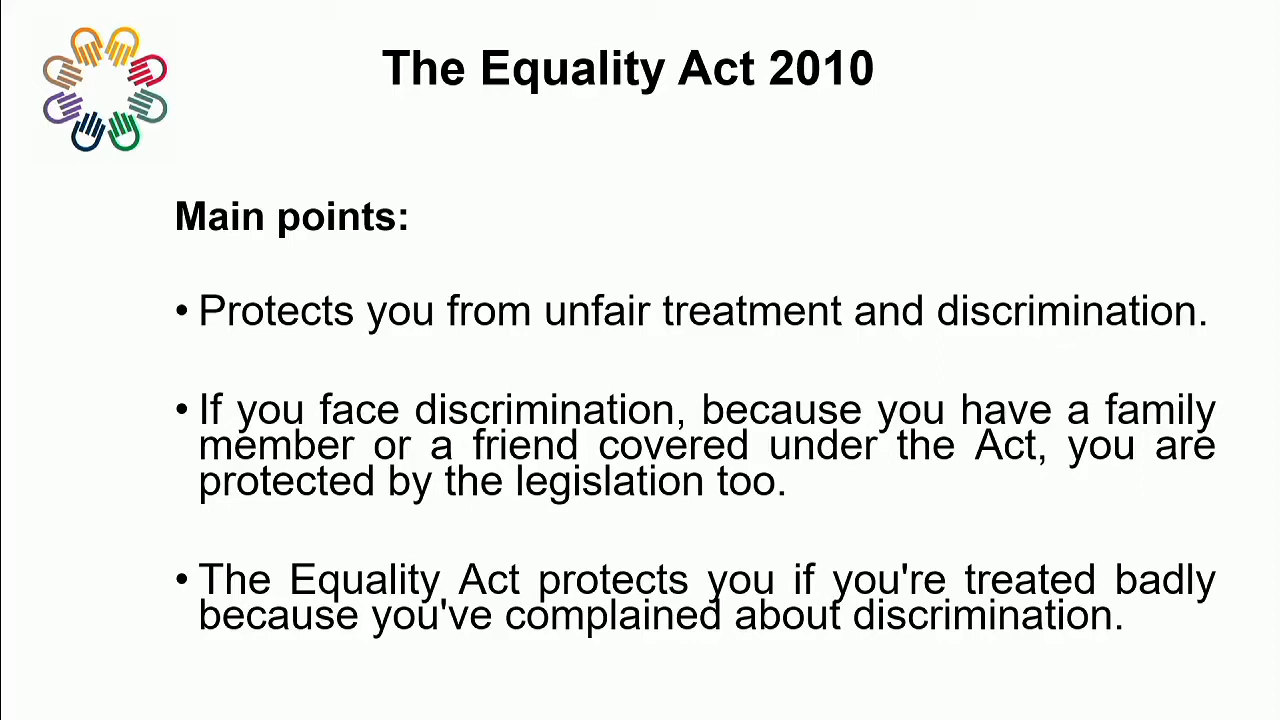 The Equality Act 2010
Main points:
• Protects you from unfair treatment and discrimination.
• If you face discrimination, because you have a family
member or a friend covered under the Act, you are
protected by the legislation too.
• The Equality Act protects you if you're treated badly
because you've complained about discrimination.